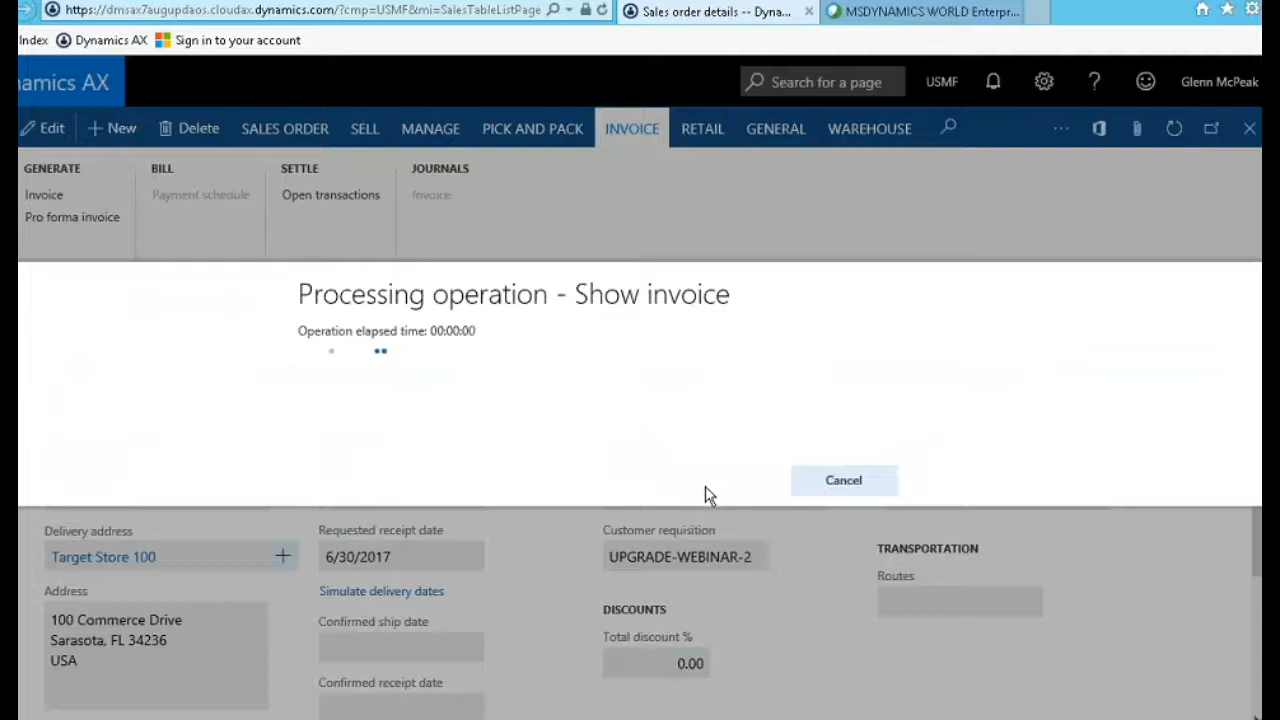 https://dmsax7augupdaos.cloudax.dynamics.com/?cmp=USMF&mi=SalesTableListPage
Sales order details -- Dyna...
MSDYNAMICS WORLD Enterpr...
Index
Dynamics AX
Sign in to your account
namics AX
Search for a page
USMF
Glenn McPeak
Edit
New
Delete
SALES ORDER
SELL
MANAGE
PICK AND PACK
INVOICE
RETAIL
GENERAL
WAREHOUSE
GENERATE
BILL
SETTLE
JOURNALS
Invoice
Payment schedule
Open transactions
Invoice
Pro forma invoice
Processing operation - Show invoice
Operation elapsed time: 00:00:00
Cancel
Delivery address
Requested receipt date
Customer requisition
TRANSPORTATION
Target Store 100
6/30/2017
UPGRADE-WEBINAR-2
Routes
Address
Simulate delivery dates
DISCOUNTS
100 Commerce Drive
Sarasota, FL 34236
USA
Confirmed ship date
Total discount %
0.00
Confirmed receipt date